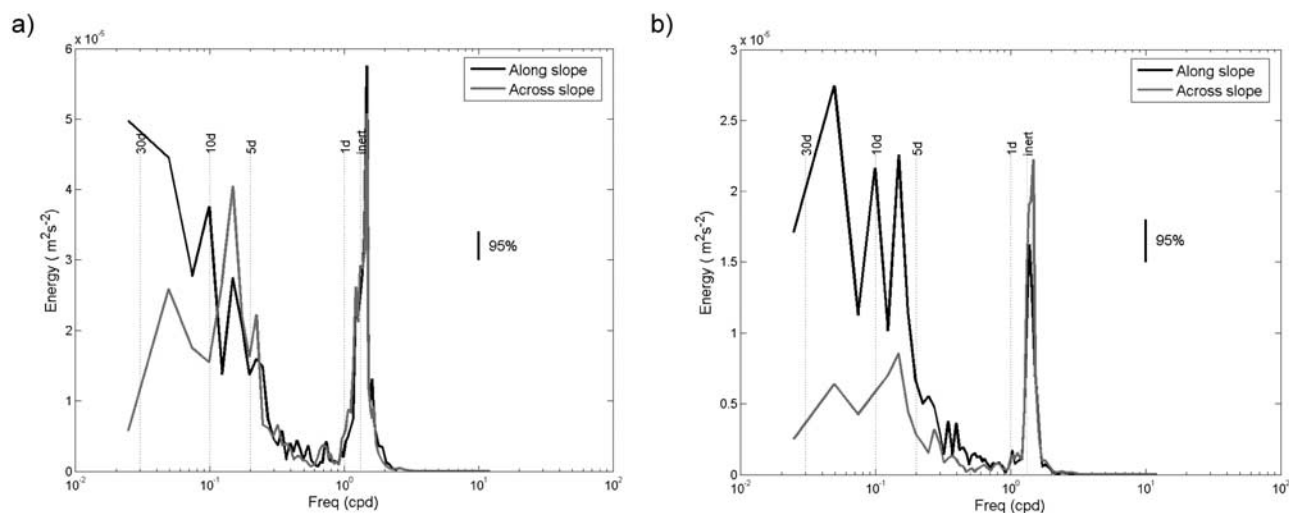 a)
6 x 10⁻⁵
5
4
3
2
1
0
Energy ( m²s⁻²)
30d
10d
5d
1d
inert
Along slope
Across slope
95%
10⁻² 10⁻¹ 10⁰ 10¹ 10²
Freq (cpd)
b)
3 x 10⁻⁵
2.5
2
1.5
1
0.5
0
Energy ( m²s⁻²)
30d
10d
5d
1d
inert
Along slope
Across slope
95%
10⁻² 10⁻¹ 10⁰ 10¹ 10²
Freq (cpd)